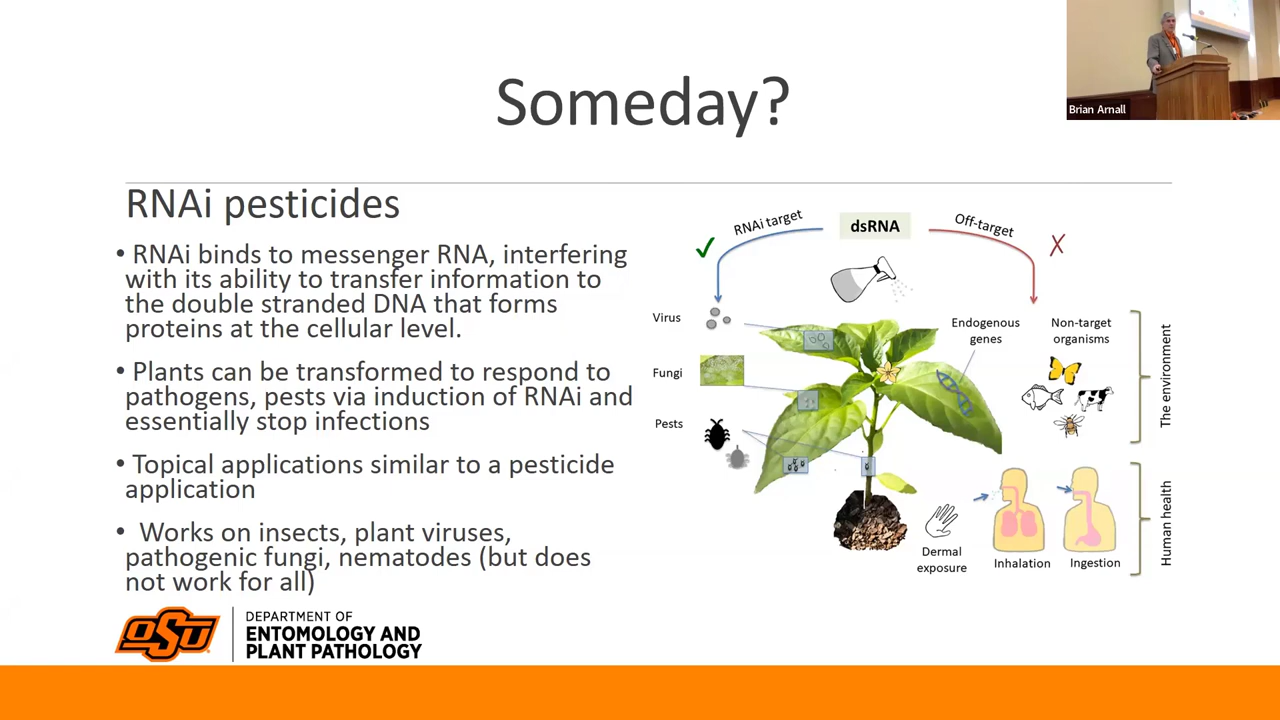 Someday?
Brian Arnall
RNAi pesticides
• RNAi binds to messenger RNA, interfering
with its ability to transfer information to
the double stranded DNA that forms
proteins at the cellular level.
• Plants can be transformed to respond to
pathogens, pests via induction of RNAi and
essentially stop infections
• Topical applications similar to a pesticide
application
• Works on insects, plant viruses,
pathogenic fungi, nematodes (but does
not work for all)
RNAi target
dsRNA
Off-target
Virus
Fungi
Pests
Endogenous
genes
Non-target
organisms
The environment
Dermal
exposure
Inhalation
Ingestion
Human health
OSU
DEPARTMENT OF
ENTOMOLOGY AND
PLANT PATHOLOGY